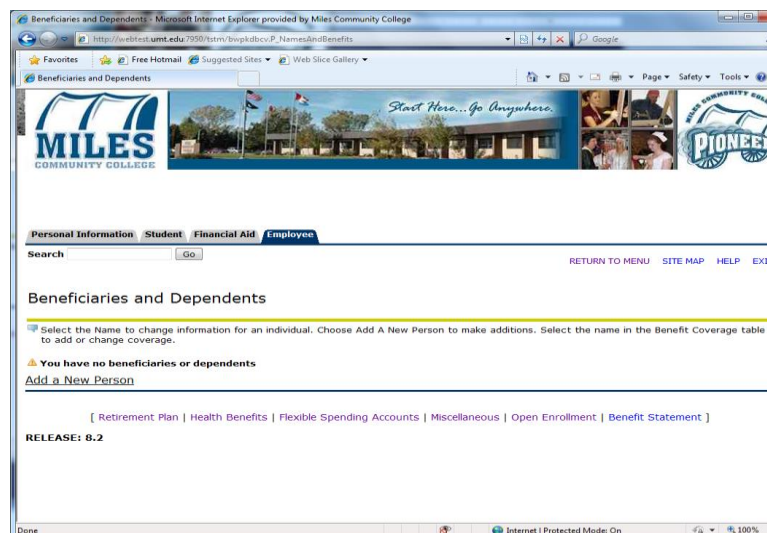 Beneficiaries and Dependents - Microsoft Internet Explorer provided by Miles Community College
http://webtest.umt.edu:7950/tstm/bwpkdbcv.P_NamesAndBenefits
Google
Favorites Free Hotmail Suggested Sites Web Slice Gallery
Beneficiaries and Dependents
Page Safety Tools
Start Here...Go Anywhere.
MILES
COMMUNITY COLLEGE
MILES COMMUNITY
PIONEE
Personal Information Student Financial Aid Employee
Search Go
RETURN TO MENU SITE MAP HELP EXI
Beneficiaries and Dependents
Select the Name to change information for an individual. Choose Add A New Person to make additions. Select the name in the Benefit Coverage table
to add or change coverage.
You have no beneficiaries or dependents
Add a New Person
[ Retirement Plan | Health Benefits | Flexible Spending Accounts | Miscellaneous | Open Enrollment | Benefit Statement ]
RELEASE: 8.2
Done Internet | Protected Mode: On 100%